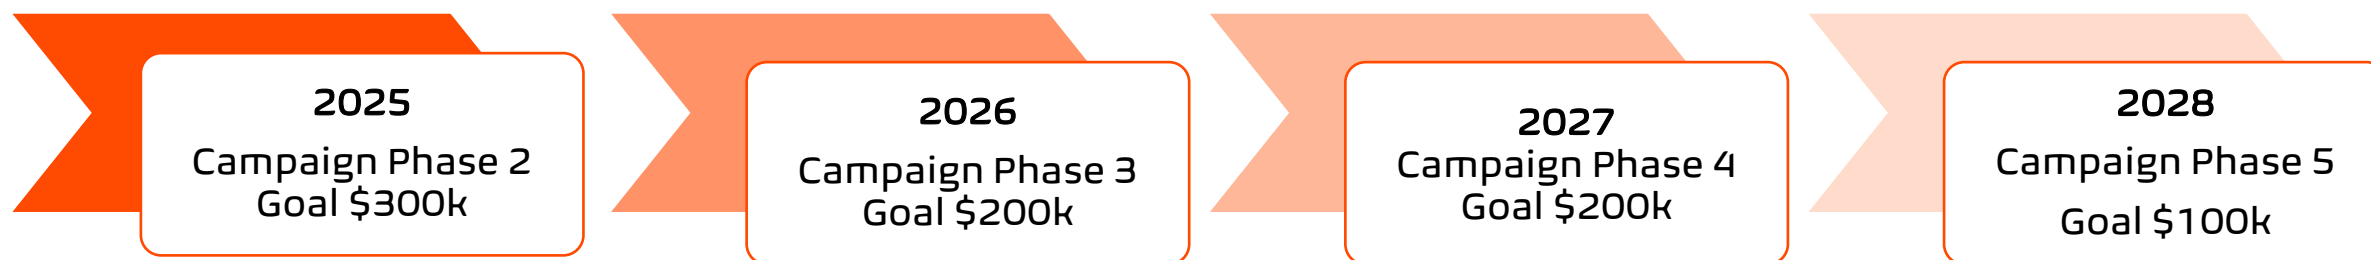 2025
Campaign Phase 2
Goal $300k
2026
Campaign Phase 3
Goal $200k
2027
Campaign Phase 4
Goal $200k
2028
Campaign Phase 5
Goal $100k